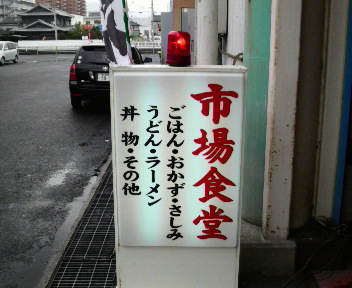 市場食堂
ごはん・おかず・さしみ
うどん・ラーメン
丼物・その他